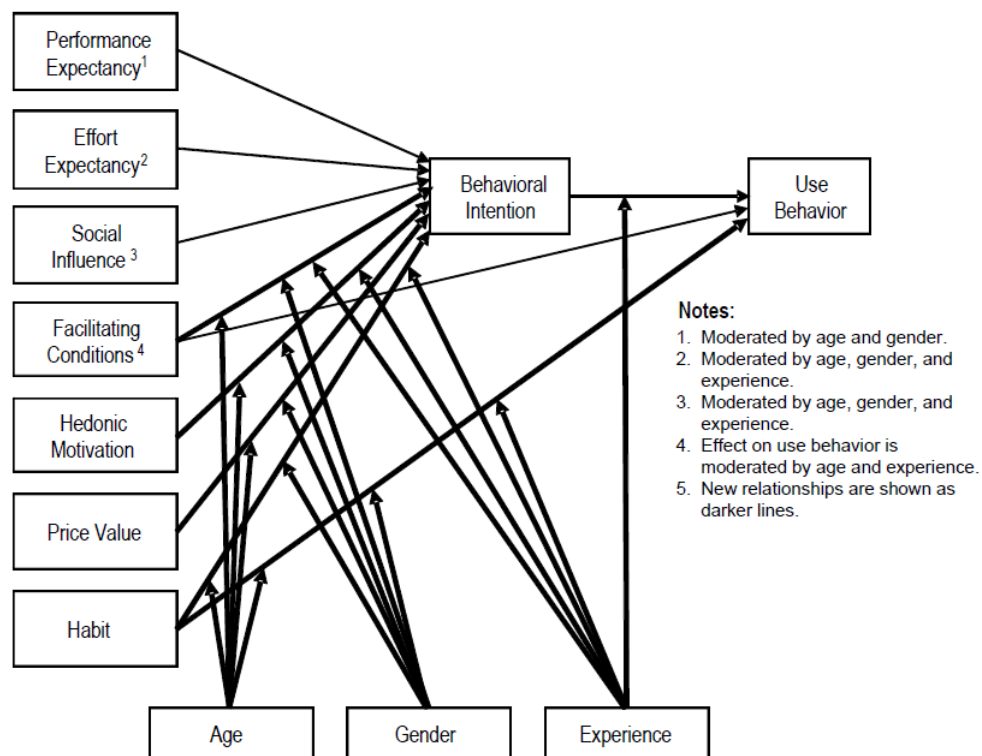 Performance
Expectancy¹
Effort
Expectancy²
Social
Influence ³
Facilitating
Conditions ⁴
Hedonic
Motivation
Price Value
Habit
Behavioral
Intention
Use
Behavior
Notes:
1. Moderated by age and gender.
2. Moderated by age, gender, and
experience.
3. Moderated by age, gender, and
experience.
4. Effect on use behavior is
moderated by age and experience.
5. New relationships are shown as
darker lines.
Age
Gender
Experience